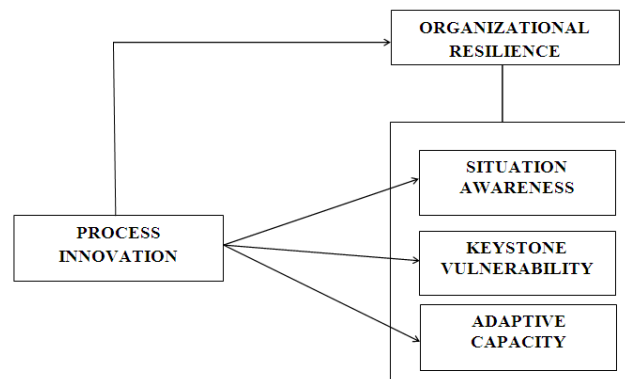 ORGANIZATIONAL
RESILIENCE
SITUATION
AWARENESS
PROCESS
INNOVATION
KEYSTONE
VULNERABILITY
ADAPTIVE
CAPACITY